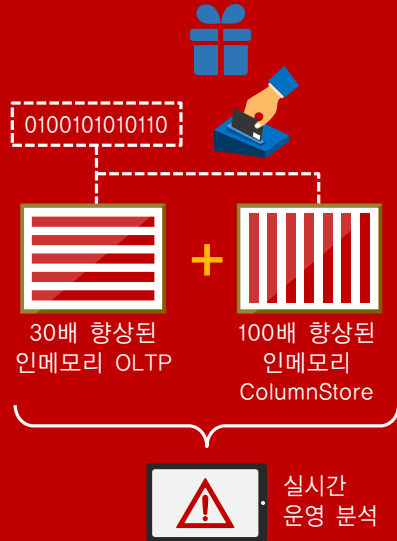 0100101010110
30배 향상된
인메모리 OLTP
100배 향상된
인메모리
ColumnStore
실시간
운영 분석